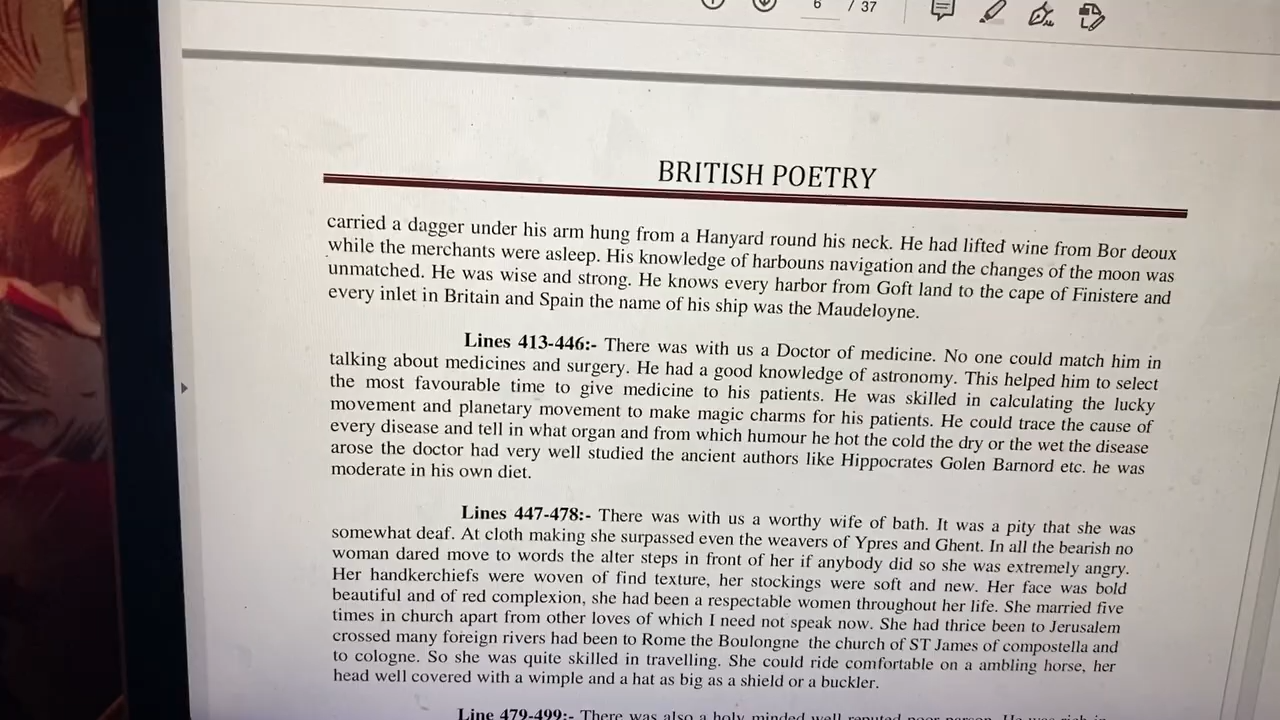 6 / 37
BRITISH POETRY
carried a dagger under his arm hung from a Hanyard round his neck. He had lifted wine from Bor deoux
while the merchants were asleep. His knowledge of harbouns navigation and the changes of the moon was
unmatched. He was wise and strong. He knows every harbor from Goft land to the cape of Finistere and
every inlet in Britain and Spain the name of his ship was the Maudeloyne.
Lines 413-446:- There was with us a Doctor of medicine. No one could match him in
talking about medicines and surgery. He had a good knowledge of astronomy. This helped him to select
the most favourable time to give medicine to his patients. He was skilled in calculating the lucky
movement and planetary movement to make magic charms for his patients. He could trace the cause of
every disease and tell in what organ and from which humour he hot the cold the dry or the wet the disease
arose the doctor had very well studied the ancient authors like Hippocrates Golen Barnord etc. he was
moderate in his own diet.
Lines 447-478:- There was with us a worthy wife of bath. It was a pity that she was
somewhat deaf. At cloth making she surpassed even the weavers of Ypres and Ghent. In all the bearish no
woman dared move to words the alter steps in front of her if anybody did so she was extremely angry.
Her handkerchiefs were woven of find texture, her stockings were soft and new. Her face was bold
beautiful and of red complexion, she had been a respectable women throughout her life. She married five
times in church apart from other loves of which I need not speak now. She had thrice been to Jerusalem
crossed many foreign rivers had been to Rome the Boulongne the church of ST James of compostella and
to cologne. So she was quite skilled in travelling. She could ride comfortable on a ambling horse, her
head well covered with a wimple and a hat as big as a shield or a buckler.
Line 479-499:- There was also a holy minded well reputed poor person. He was rich in